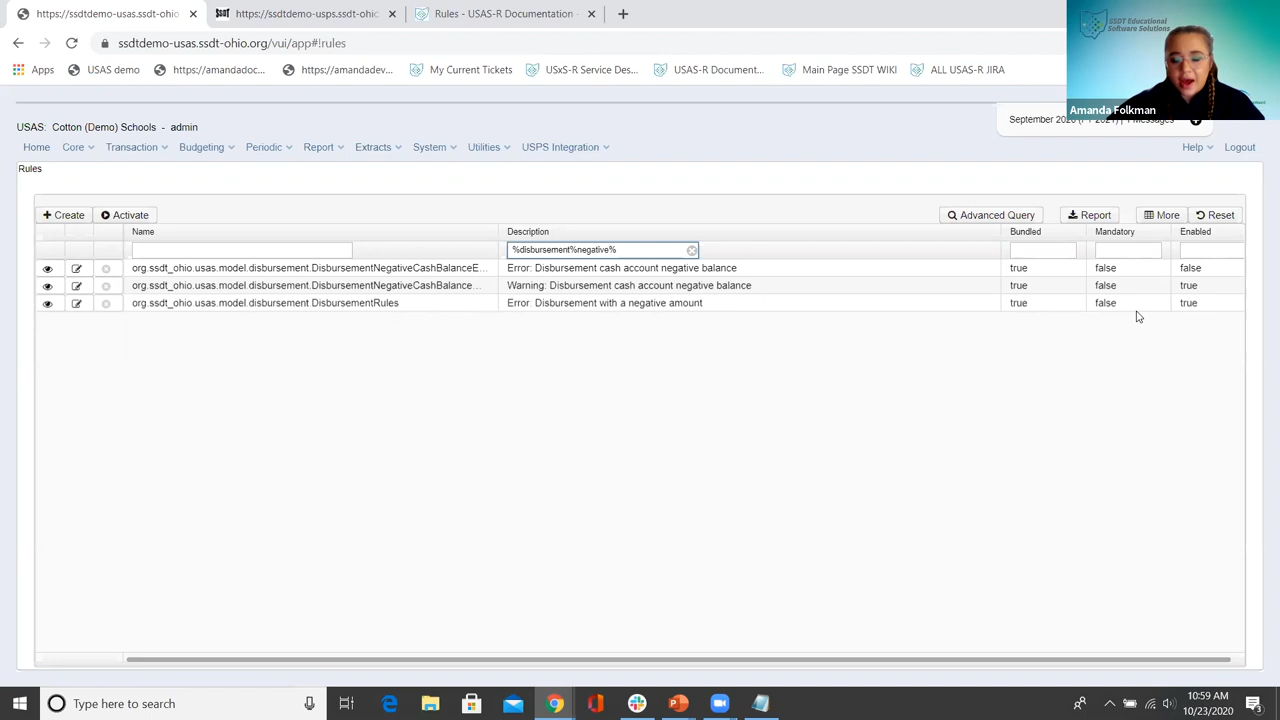 https://ssdtdemo-usas.ssdt-ohio
https://ssdtdemo-usps.ssdt-ohio
Rules - USAS-R Documentation -
ssdtdemo-usas.ssdt-ohio.org/vui/app#!rules
Apps
USAS demo
https://amandadoc...
https://amandadev...
My Current Tickets
USxS-R Service Des...
USAS-R Document...
Main Page SSDT WIKI
ALL USAS-R JIRA
SSDT Educational
Software Solutions
Amanda Folkman
USAS: Cotton (Demo) Schools - admin
Home
Core
Transaction
Budgeting
Periodic
Report
Extracts
System
Utilities
USPS Integration
Help
Logout
Rules
Create
Activate
Advanced Query
Report
More
Reset
Name
Description
Bundled
Mandatory
Enabled
%disbursement%negative%
org.ssdt_ohio.usas.model.disbursement.DisbursementNegativeCashBalanceE... Error: Disbursement cash account negative balance true false false
org.ssdt_ohio.usas.model.disbursement.DisbursementNegativeCashBalance... Warning: Disbursement cash account negative balance true false true
org.ssdt_ohio.usas.model.disbursement.DisbursementRules Error Disbursement with a negative amount true false true
Type here to search
10:59 AM
10/23/2020